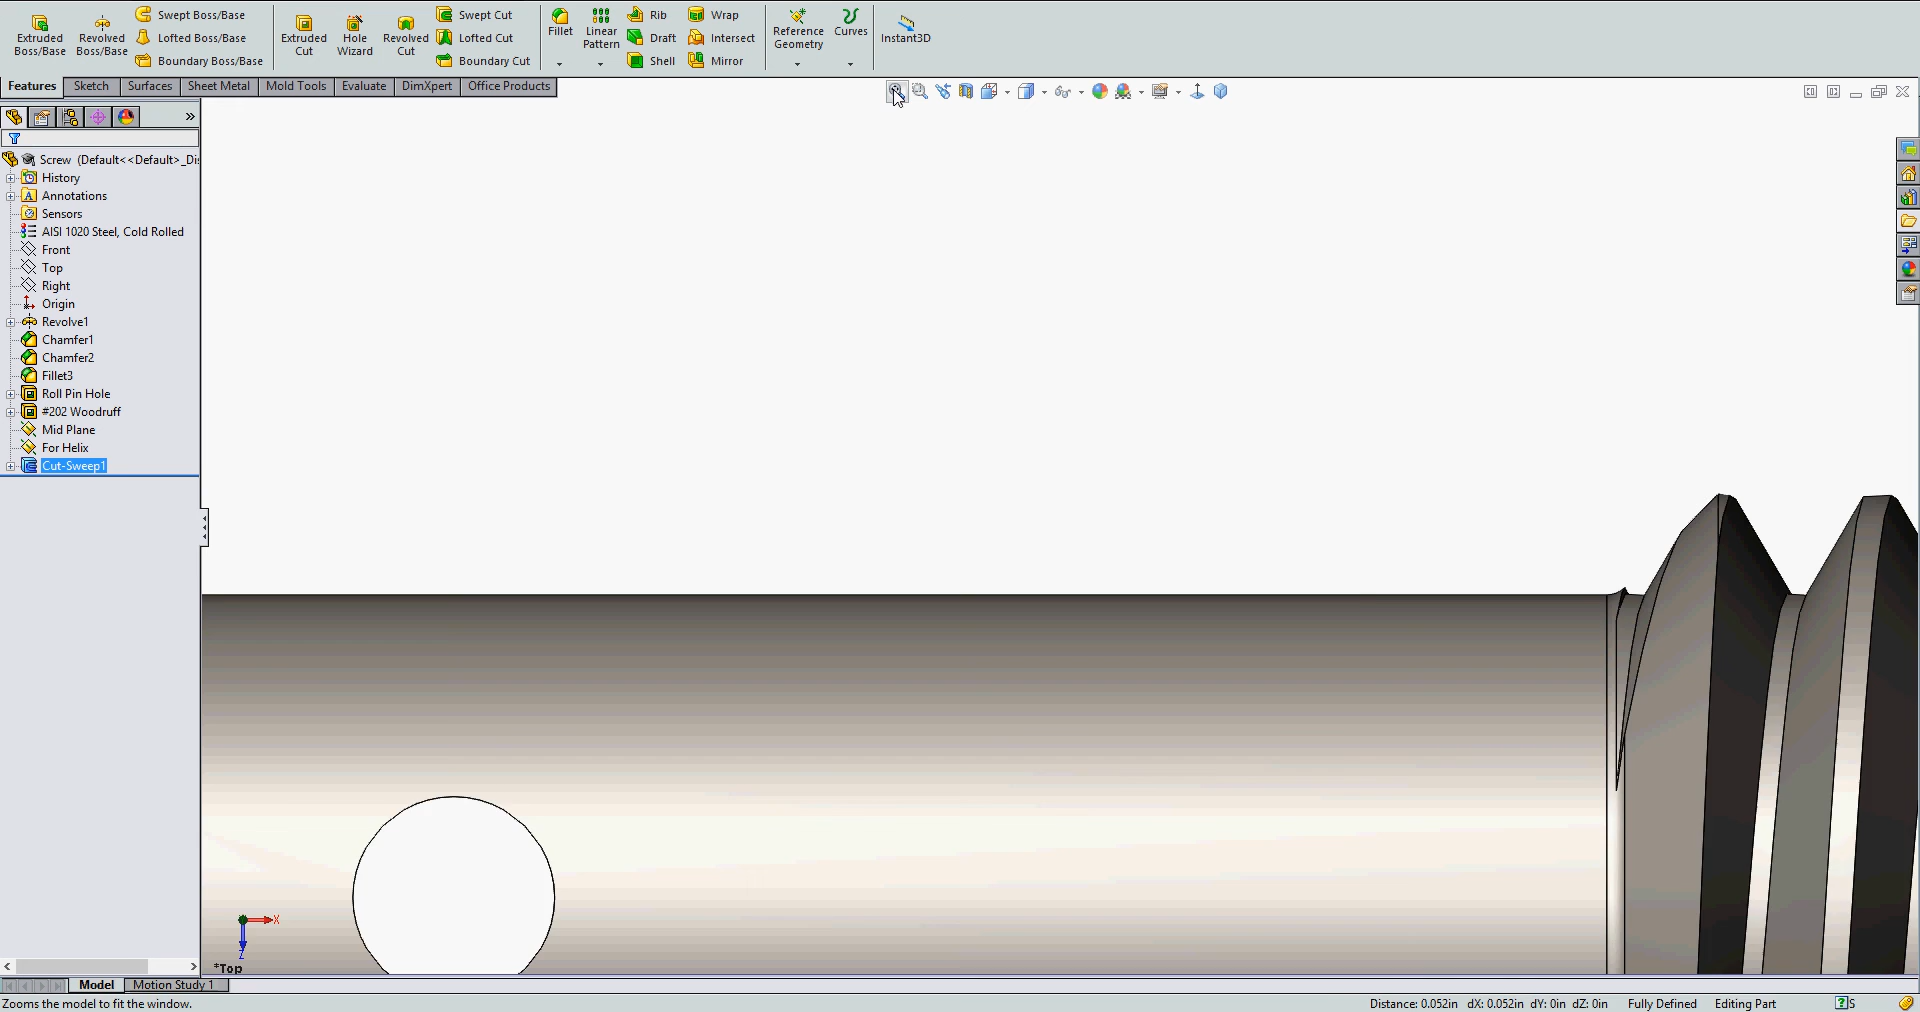 Extruded Boss/Base
Revolved Boss/Base
Swept Boss/Base
Lofted Boss/Base
Boundary Boss/Base
Extruded Cut
Hole Wizard
Revolved Cut
Swept Cut
Lofted Cut
Boundary Cut
Fillet
Linear Pattern
Rib
Draft
Shell
Wrap
Intersect
Mirror
Reference Geometry
Curves
Instant3D
Features Sketch Surfaces Sheet Metal Mold Tools Evaluate DimXpert Office Products
Screw (Default<<Default>_Dis
History
Annotations
Sensors
AISI 1020 Steel, Cold Rolled
Front
Top
Right
Origin
Revolve1
Chamfer1
Chamfer2
Fillet3
Roll Pin Hole
#202 Woodruff
Mid Plane
For Helix
Cut-Sweep1
X
Z
*Top
Model Motion Study 1
Zooms the model to fit the window. Distance: 0.052in dX: 0.052in dY: 0in dZ: 0in Fully Defined Editing Part ?S